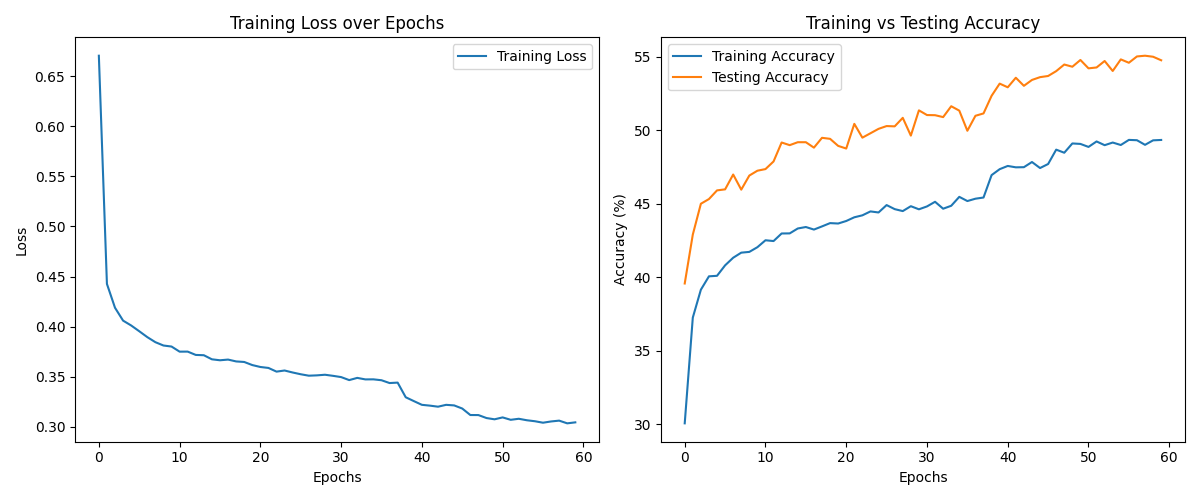 Training Loss over Epochs
Training Loss
0.65
0.60
0.55
0.50
0.45
0.40
0.35
0.30
Loss
0 10 20 30 40 50 60
Epochs
Training vs Testing Accuracy
Training Accuracy
Testing Accuracy
55
50
45
40
35
30
Accuracy (%)
0 10 20 30 40 50 60
Epochs